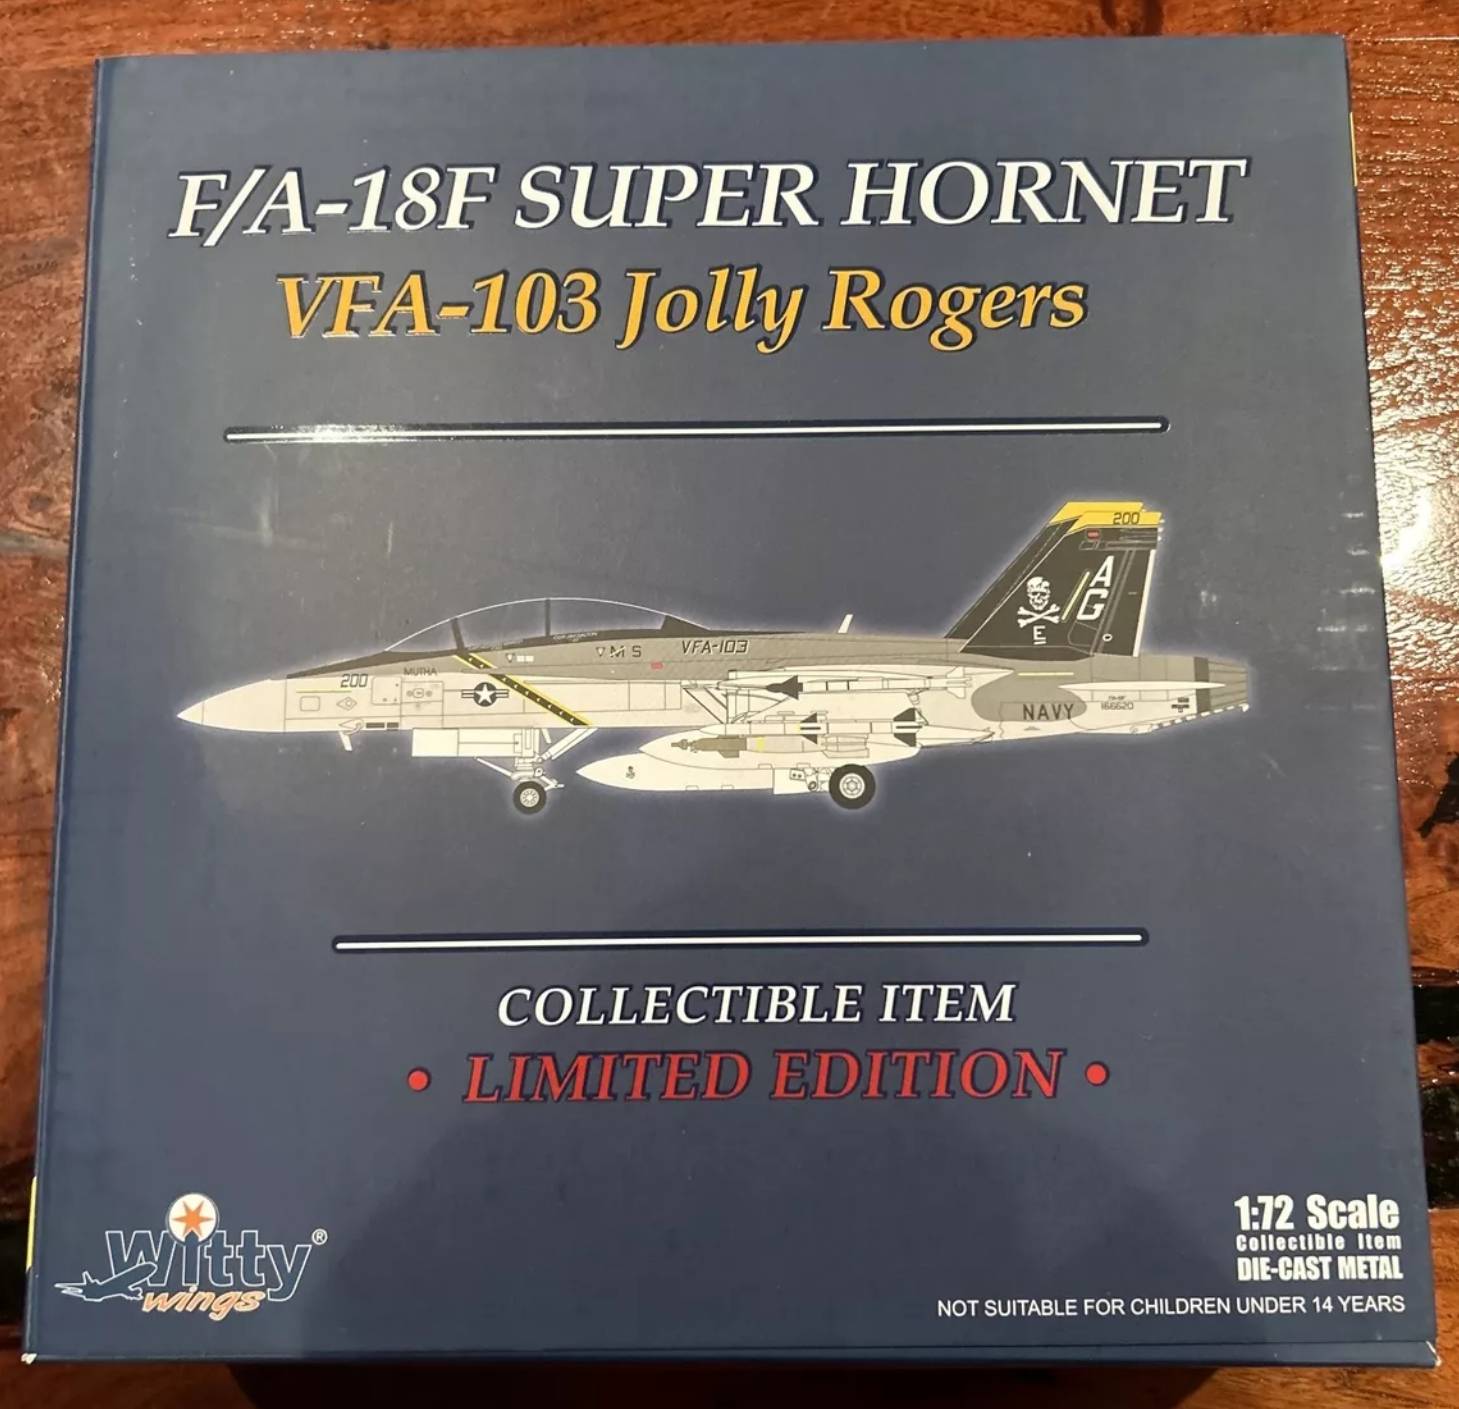 F/A-18F SUPER HORNET
VFA-103 Jolly Rogers
200
AG
E
VFA-103
M S
MUTHA
200
NAVY
166620
COLLECTIBLE ITEM
• LIMITED EDITION •
Witty®
wings
1:72 Scale
Collectible Item
DIE-CAST METAL
NOT SUITABLE FOR CHILDREN UNDER 14 YEARS